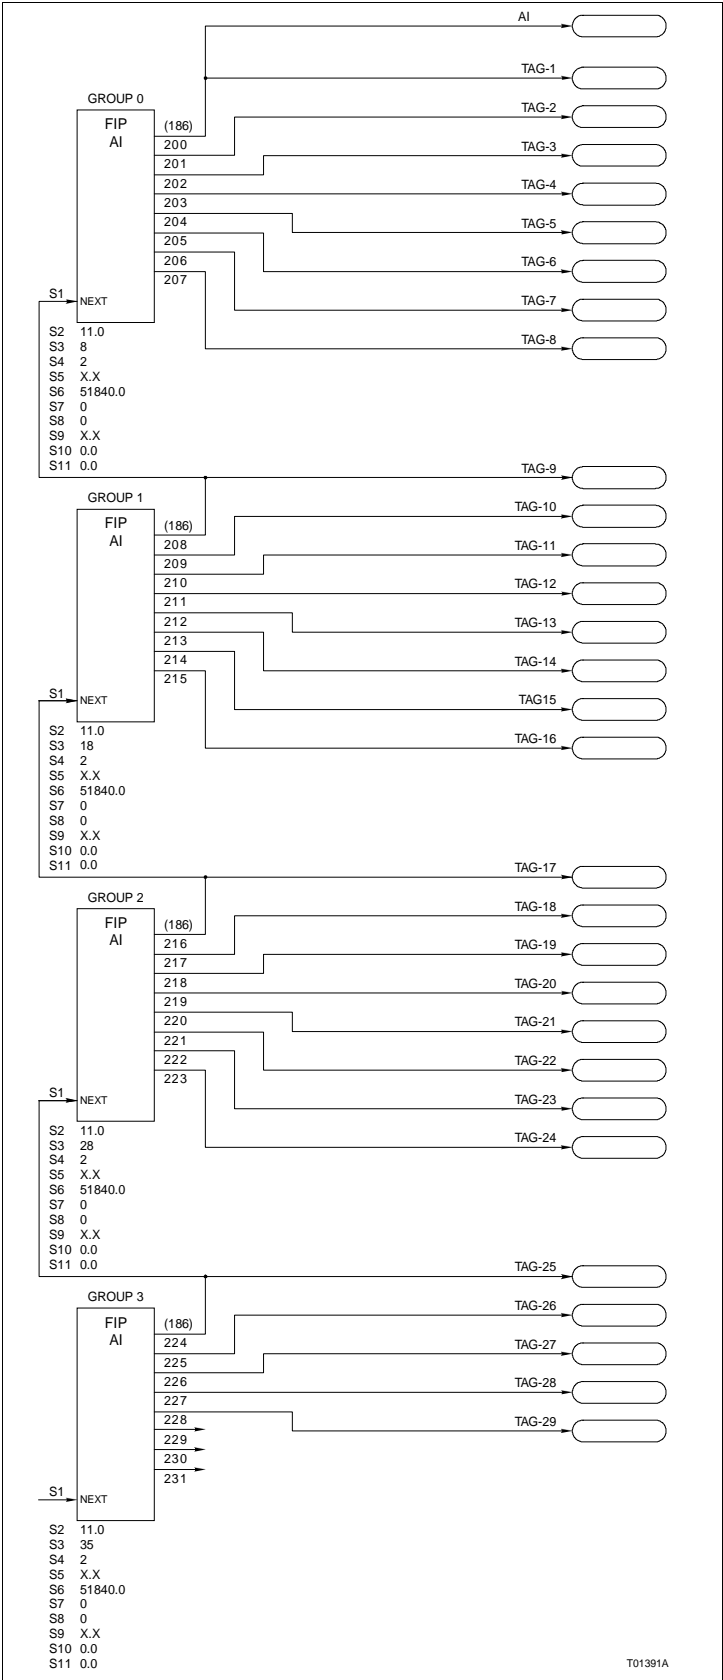 AI
TAG-1
GROUP 0
FIP
AI
(186)
200
201
202
203
204
205
206
207
TAG-2
TAG-3
TAG-4
TAG-5
TAG-6
TAG-7
TAG-8
S1
NEXT
S2 11.0
S3 8
S4 2
S5 X.X
S6 51840.0
S7 0
S8 0
S9 X.X
S10 0.0
S11 0.0
TAG-9
GROUP 1
FIP
AI
(186)
208
209
210
211
212
213
214
215
TAG-10
TAG-11
TAG-12
TAG-13
TAG-14
TAG15
TAG-16
S1
NEXT
S2 11.0
S3 18
S4 2
S5 X.X
S6 51840.0
S7 0
S8 0
S9 X.X
S10 0.0
S11 0.0
TAG-17
GROUP 2
FIP
AI
(186)
216
217
218
219
220
221
222
223
TAG-18
TAG-19
TAG-20
TAG-21
TAG-22
TAG-23
TAG-24
S1
NEXT
S2 11.0
S3 28
S4 2
S5 X.X
S6 51840.0
S7 0
S8 0
S9 X.X
S10 0.0
S11 0.0
TAG-25
GROUP 3
FIP
AI
(186)
224
225
226
227
228
229
230
231
TAG-26
TAG-27
TAG-28
TAG-29
S1
NEXT
S2 11.0
S3 35
S4 2
S5 X.X
S6 51840.0
S7 0
S8 0
S9 X.X
S10 0.0
S11 0.0
T01391A